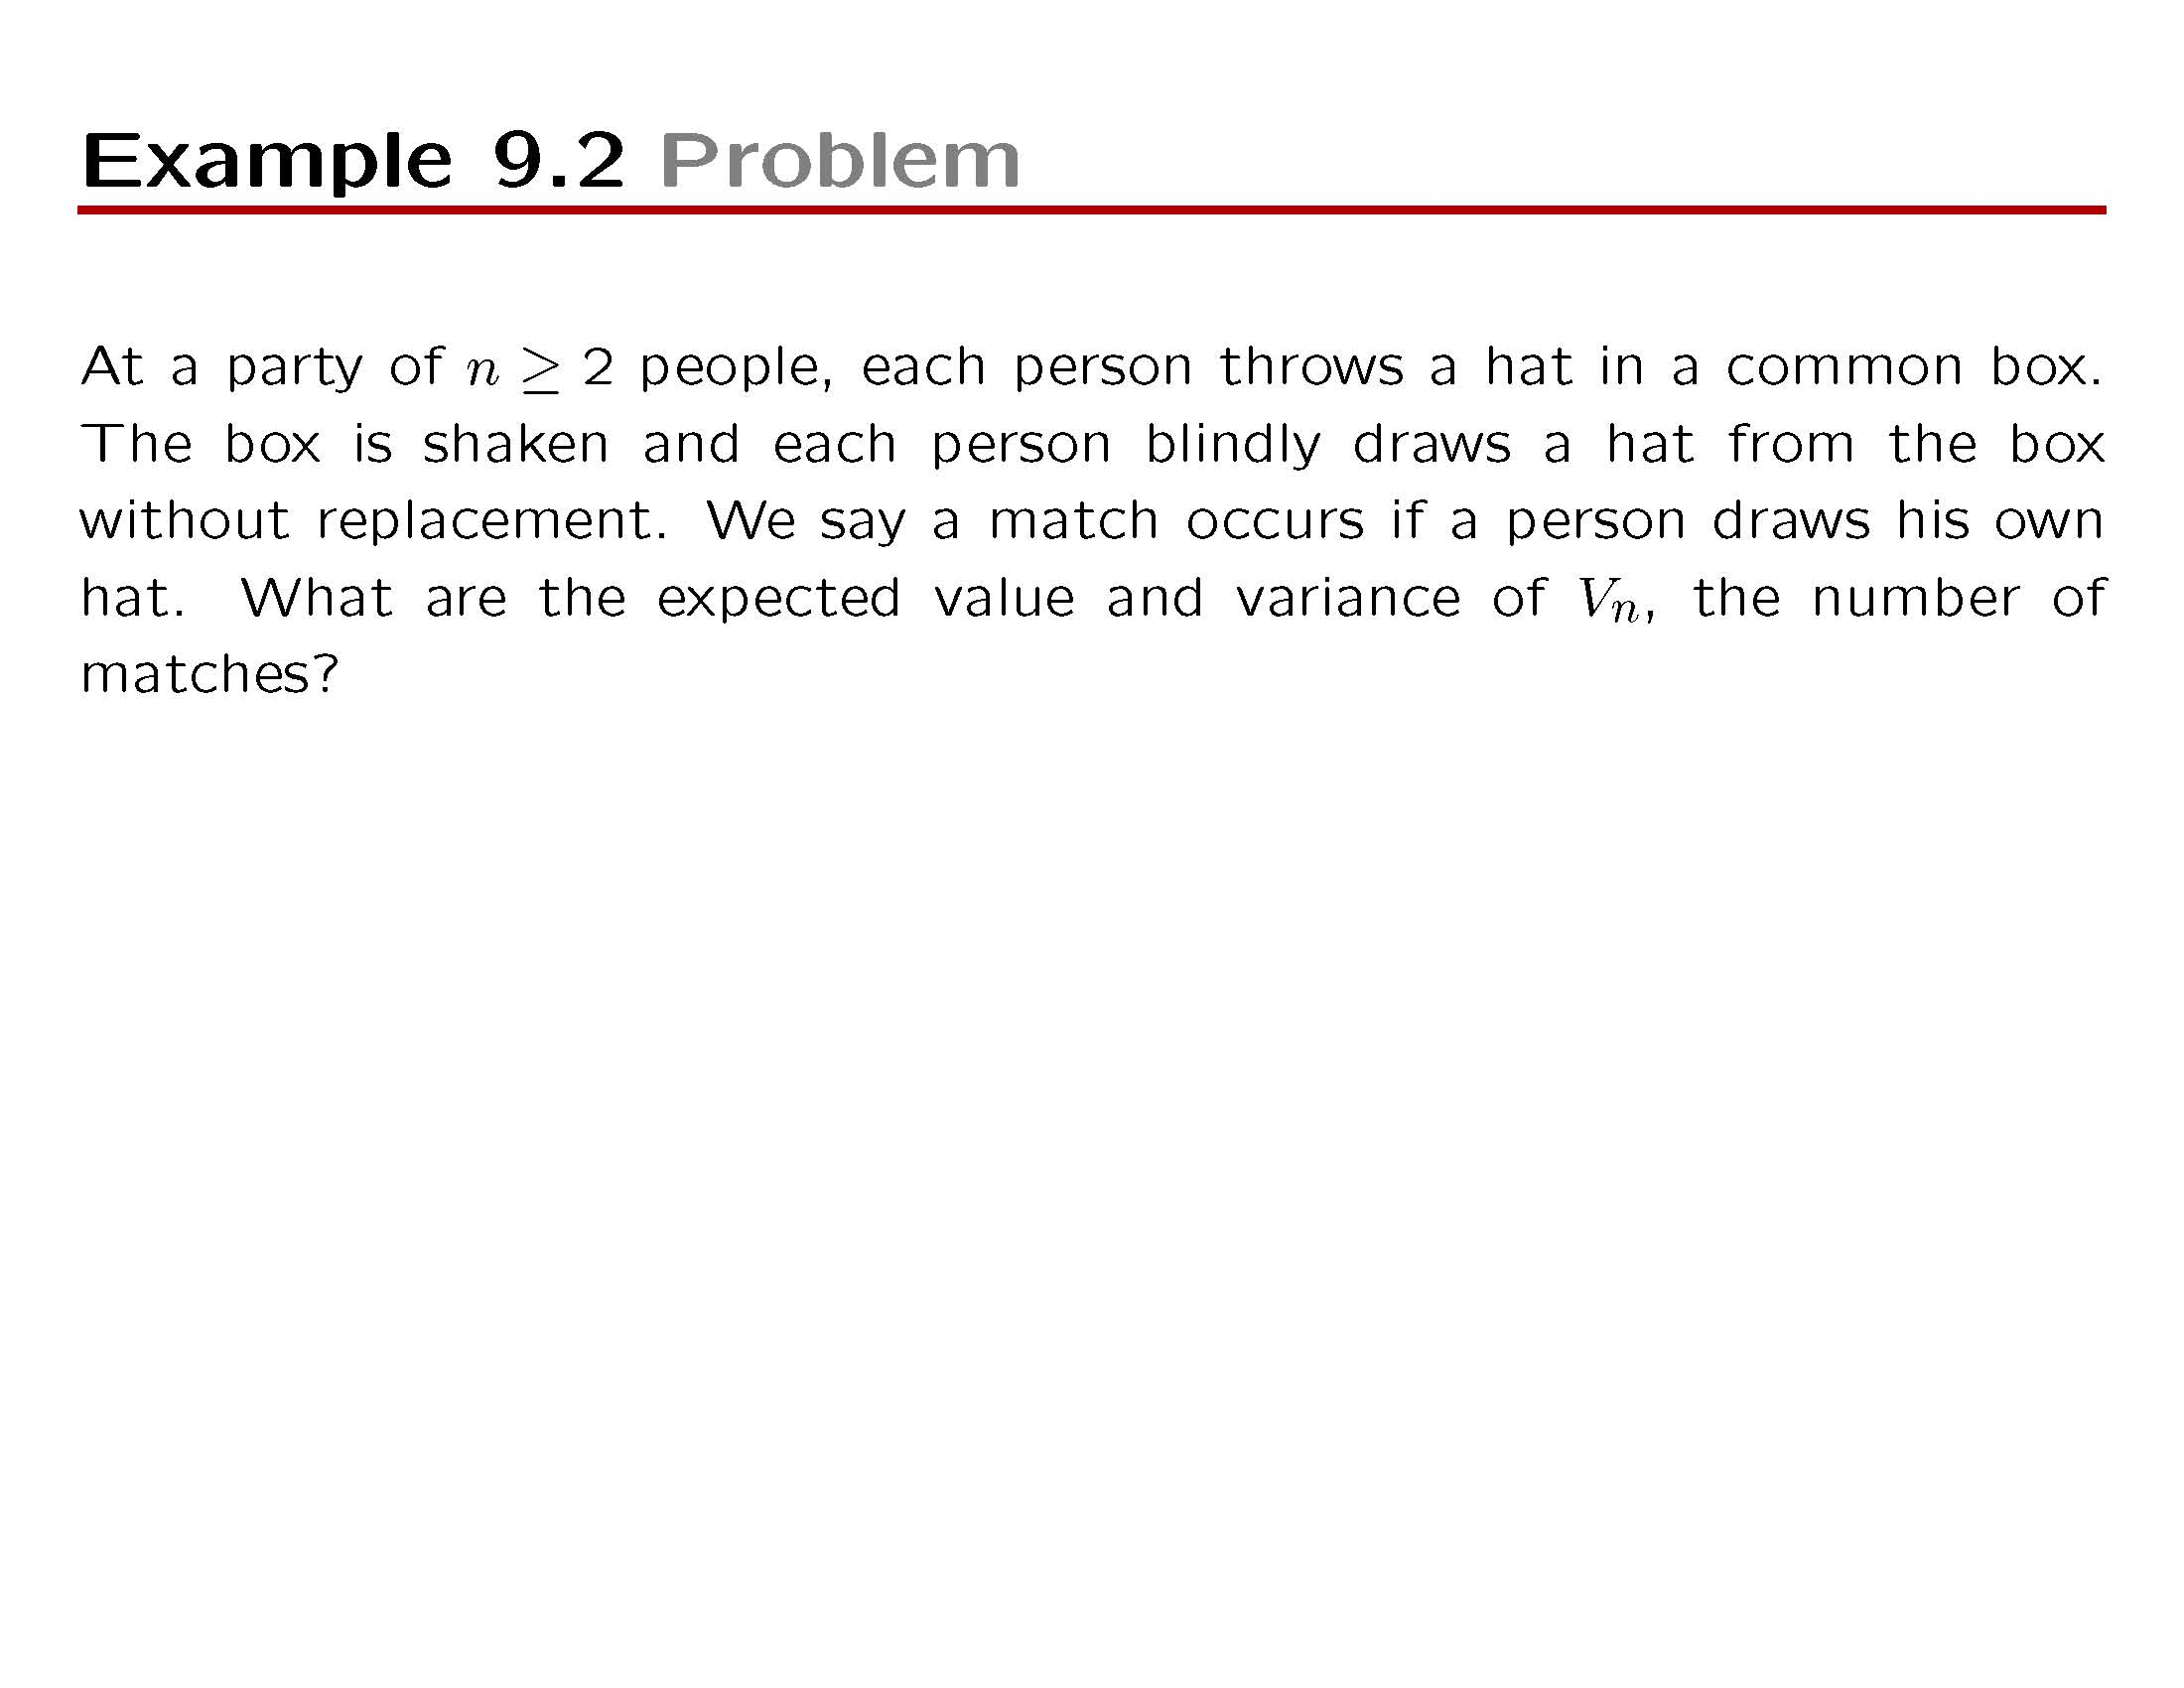 Example 9.2 Problem
At a party of n ≥ 2 people, each person throws a hat in a common box.
The box is shaken and each person blindly draws a hat from the box
without replacement. We say a match occurs if a person draws his own
hat. What are the expected value and variance of Vₙ, the number of
matches?